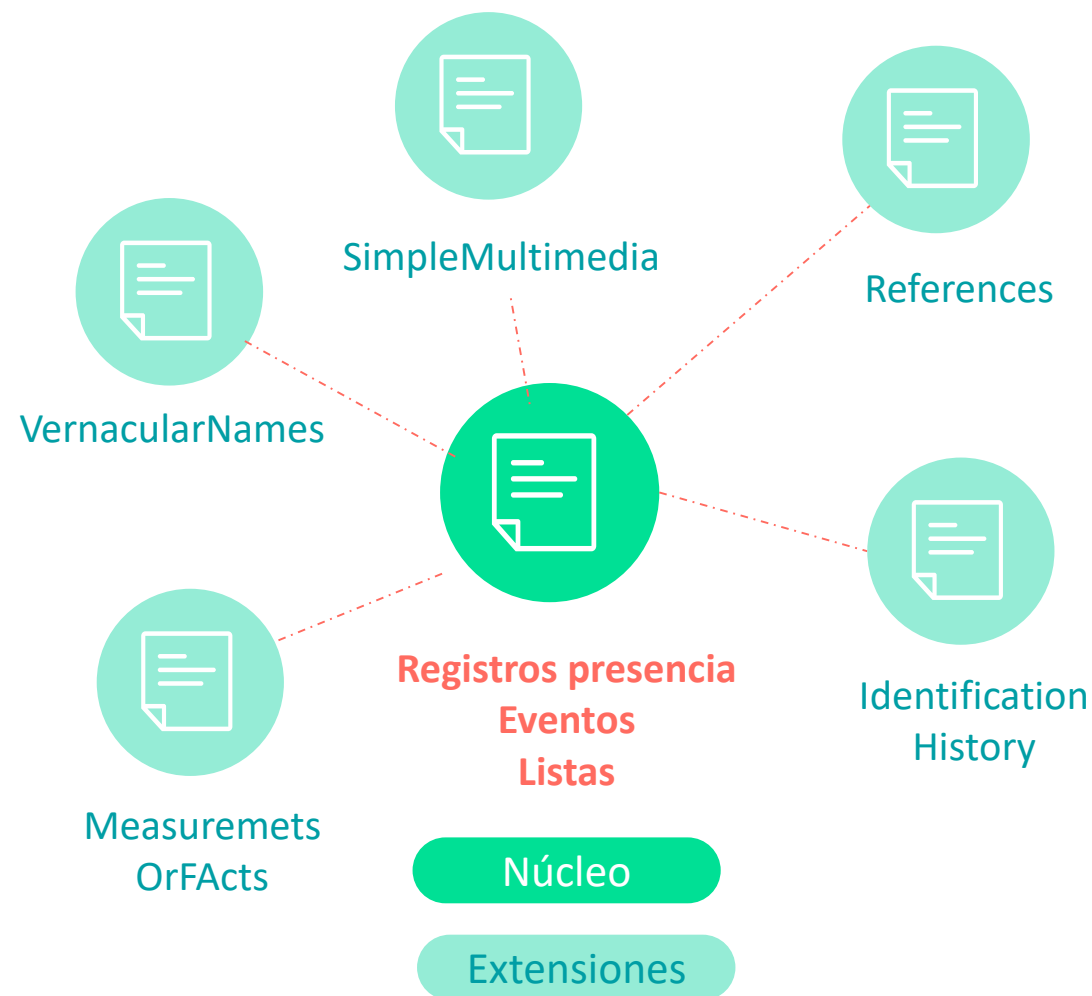 SimpleMultimedia
References
VernacularNames
Registros presencia
Eventos
Listas
Identification
History
Measuremets
OrFActs
Núcleo
Extensiones